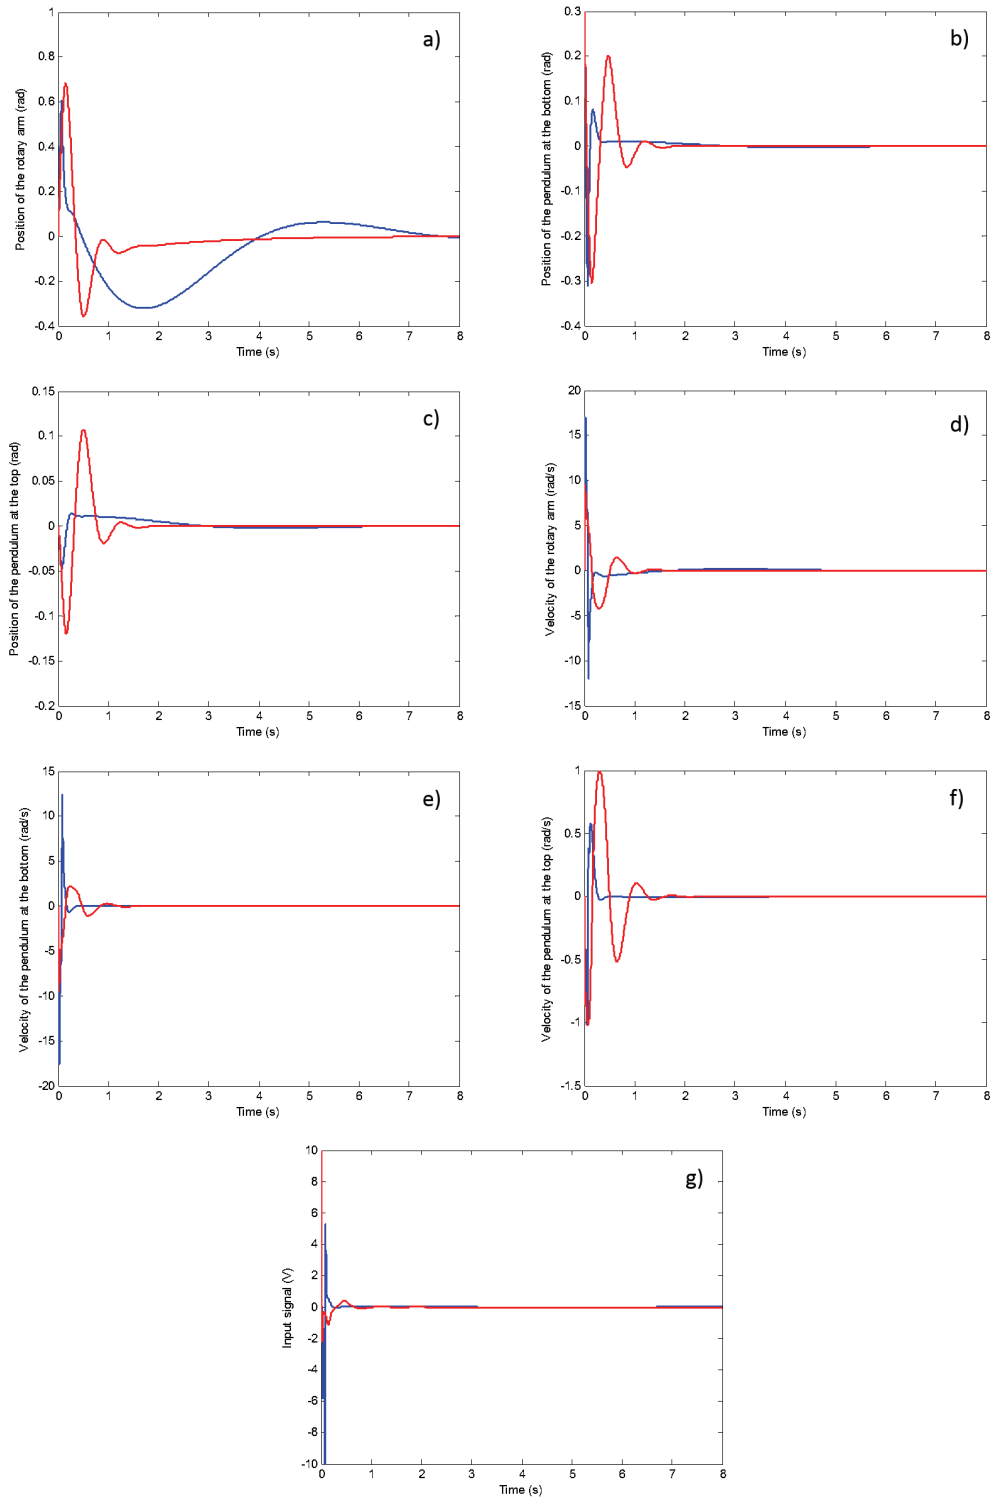 a)
Position of the rotary arm (rad)
1
0.8
0.6
0.4
0.2
0
-0.2
-0.4
0 1 2 3 4 5 6 7 8
Time (s)
b)
Position of the pendulum at the bottom (rad)
0.3
0.2
0.1
0
-0.1
-0.2
-0.3
-0.4
0 1 2 3 4 5 6 7 8
Time (s)
c)
Position of the pendulum at the top (rad)
0.15
0.1
0.05
0
-0.05
-0.1
-0.15
-0.2
0 1 2 3 4 5 6 7 8
Time (s)
d)
Velocity of the rotary arm (rad/s)
20
15
10
5
0
-5
-10
-15
0 1 2 3 4 5 6 7 8
Time (s)
e)
Velocity of the pendulum at the bottom (rad/s)
15
10
5
0
-5
-10
-15
-20
0 1 2 3 4 5 6 7 8
Time (s)
f)
Velocity of the pendulum at the top (rad/s)
1
0.5
0
-0.5
-1
-1.5
0 1 2 3 4 5 6 7 8
Time (s)
g)
Input signal (V)
10
8
6
4
2
0
-2
-4
-6
-8
-10
0 1 2 3 4 5 6 7 8
Time (s)